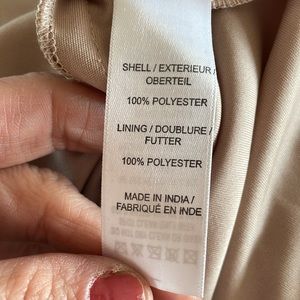 SHELL / EXTERIEUR /
OBERTEIL
100% POLYESTER
LINING / DOUBLURE /
FUTTER
100% POLYESTER
MADE IN INDIA /
FABRIQUÉ EN INDE